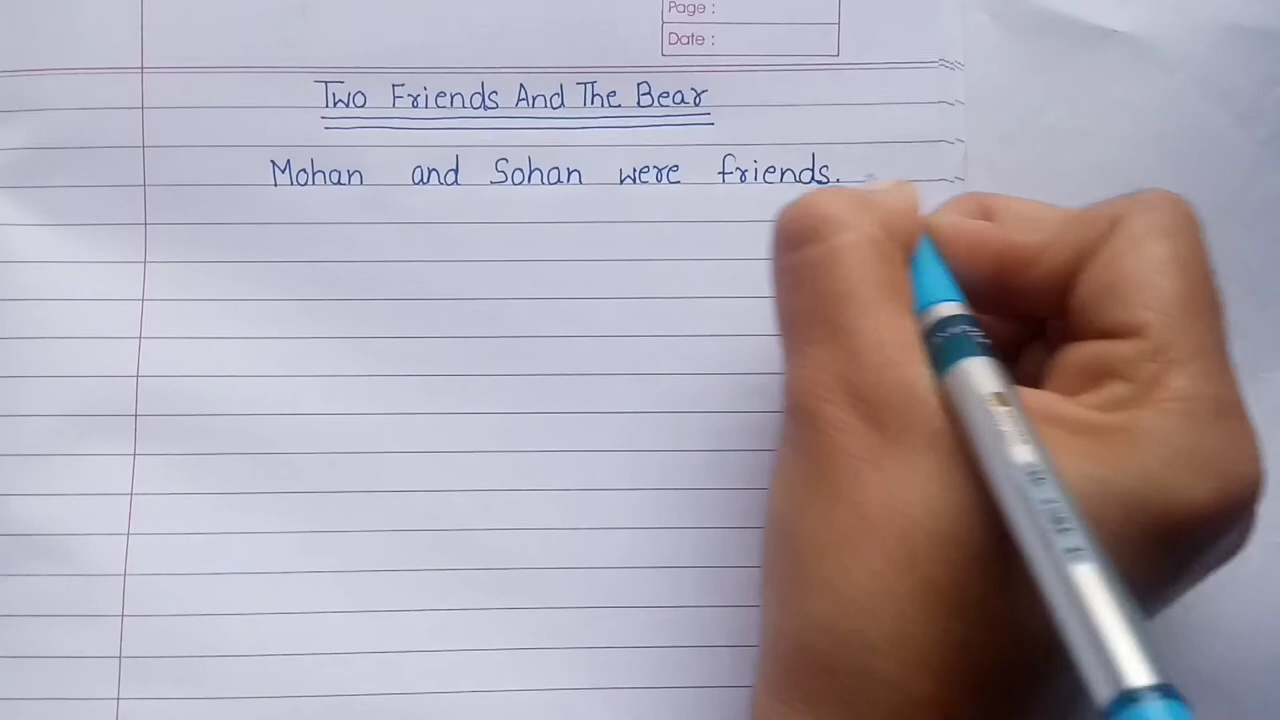 Page :
Date :
Two Friends And The Bear
Mohan and Sohan were friends.